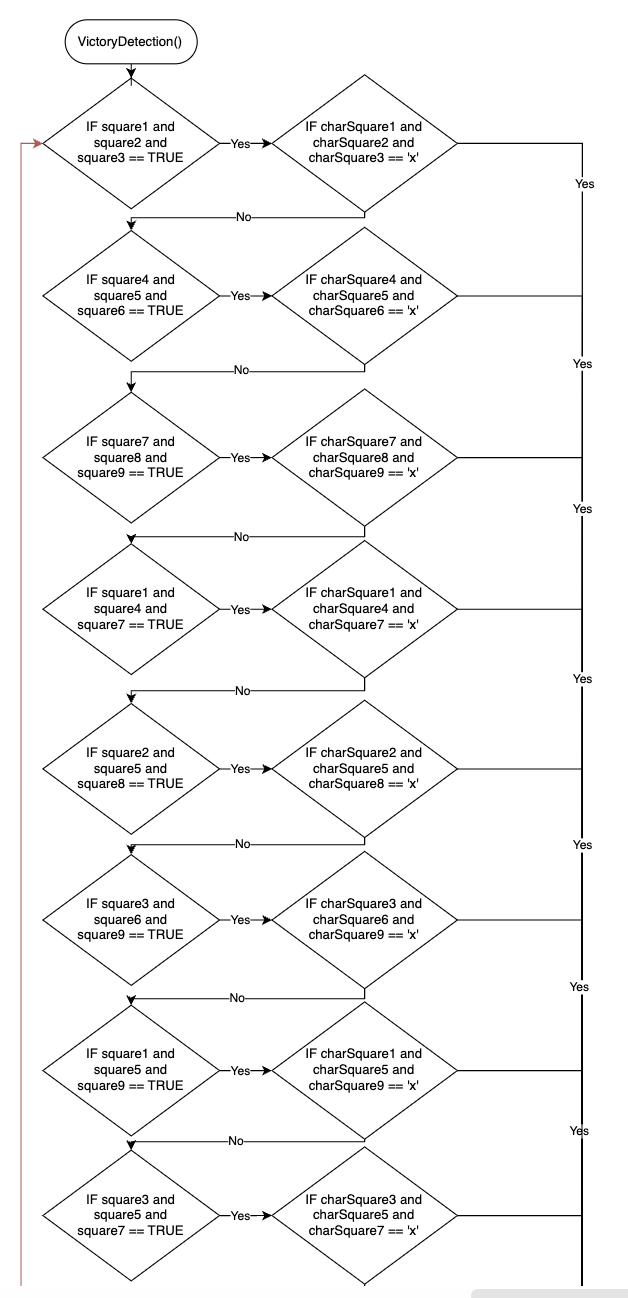 VictoryDetection()
IF square1 and
square2 and
square3 == TRUE
Yes
IF charSquare1 and
charSquare2 and
charSquare3 == 'x'
Yes
No
IF square4 and
square5 and
square6 == TRUE
Yes
IF charSquare4 and
charSquare5 and
charSquare6 == 'x'
Yes
No
IF square7 and
square8 and
square9 == TRUE
Yes
IF charSquare7 and
charSquare8 and
charSquare9 == 'x'
Yes
No
IF square1 and
square4 and
square7 == TRUE
Yes
IF charSquare1 and
charSquare4 and
charSquare7 == 'x'
Yes
No
IF square2 and
square5 and
square8 == TRUE
Yes
IF charSquare2 and
charSquare5 and
charSquare8 == 'x'
Yes
No
IF square3 and
square6 and
square9 == TRUE
Yes
IF charSquare3 and
charSquare6 and
charSquare9 == 'x'
Yes
No
IF square1 and
square5 and
square9 == TRUE
Yes
IF charSquare1 and
charSquare5 and
charSquare9 == 'x'
Yes
No
IF square3 and
square5 and
square7 == TRUE
Yes
IF charSquare3 and
charSquare5 and
charSquare7 == 'x'